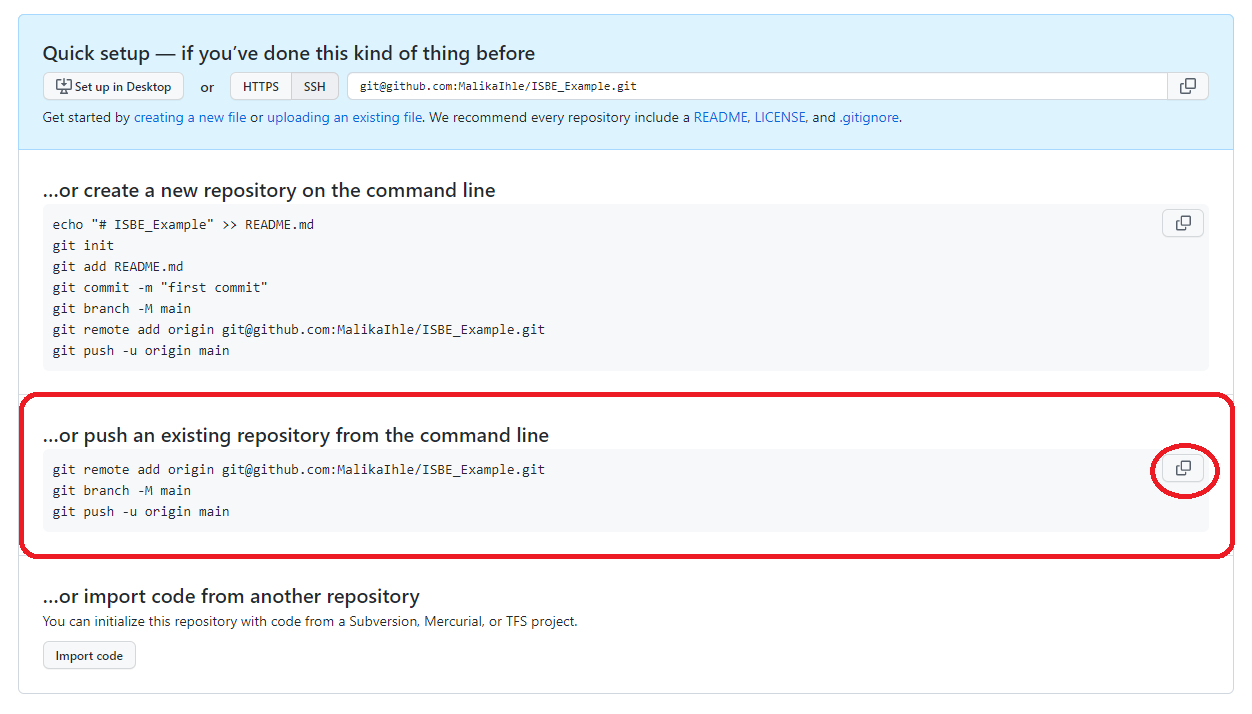 Quick setup — if you’ve done this kind of thing before
Set up in Desktop or HTTPS SSH git@github.com:MalikaIhle/ISBE_Example.git
Get started by creating a new file or uploading an existing file. We recommend every repository include a README, LICENSE, and .gitignore.
…or create a new repository on the command line
echo "# ISBE_Example" >> README.md
git init
git add README.md
git commit -m "first commit"
git branch -M main
git remote add origin git@github.com:MalikaIhle/ISBE_Example.git
git push -u origin main
…or push an existing repository from the command line
git remote add origin git@github.com:MalikaIhle/ISBE_Example.git
git branch -M main
git push -u origin main
…or import code from another repository
You can initialize this repository with code from a Subversion, Mercurial, or TFS project.
Import code